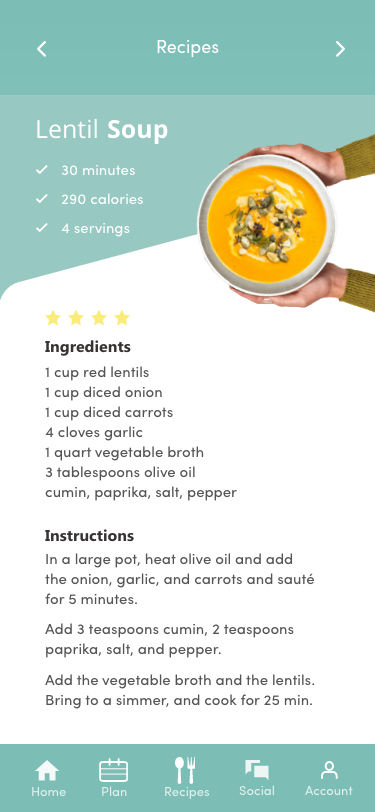 Recipes
Lentil Soup
30 minutes
290 calories
4 servings
Ingredients
1 cup red lentils
1 cup diced onion
1 cup diced carrots
4 cloves garlic
1 quart vegetable broth
3 tablespoons olive oil
cumin, paprika, salt, pepper
Instructions
In a large pot, heat olive oil and add
the onion, garlic, and carrots and sauté
for 5 minutes.
Add 3 teaspoons cumin, 2 teaspoons
paprika, salt, and pepper.
Add the vegetable broth and the lentils.
Bring to a simmer, and cook for 25 min.
Home Plan Recipes Social Account